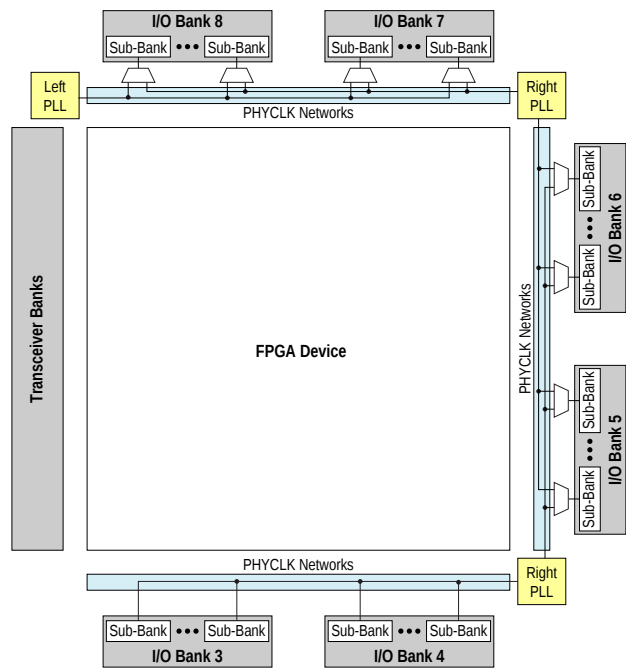 I/O Bank 8
I/O Bank 7
Sub-Bank ••• Sub-Bank
Sub-Bank ••• Sub-Bank
Left
PLL
Right
PLL
PHYCLK Networks
Transceiver Banks
FPGA Device
PHYCLK Networks
Sub-Bank ••• Sub-Bank
I/O Bank 6
Sub-Bank ••• Sub-Bank
I/O Bank 5
PHYCLK Networks
Right
PLL
Sub-Bank ••• Sub-Bank
Sub-Bank ••• Sub-Bank
I/O Bank 3
I/O Bank 4